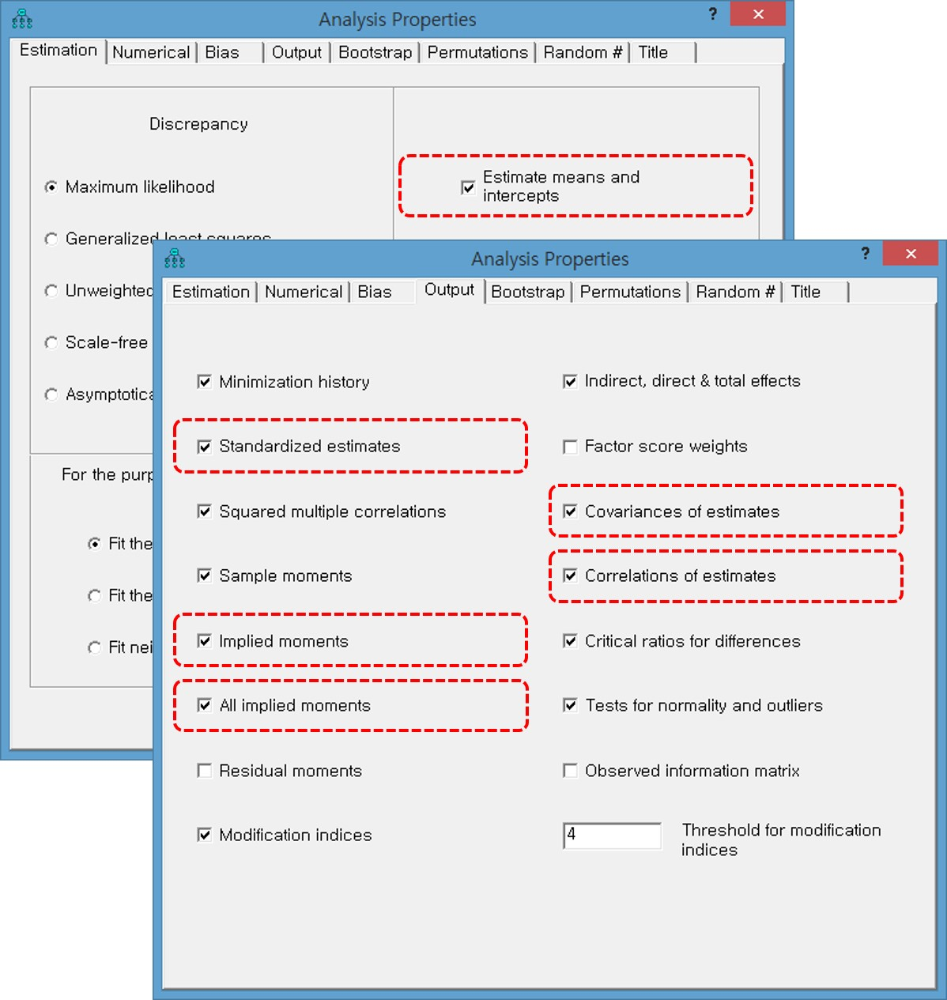 Analysis Properties
?
Estimation Numerical Bias Output Bootstrap Permutations Random # Title
Discrepancy
Maximum likelihood
Estimate means and
intercepts
Generalized least squares
Unweighted
Scale-free
Asymptotica
For the purp
Fit the
Fit the
Fit nei
Analysis Properties
?
Estimation Numerical Bias Output Bootstrap Permutations Random # Title
Minimization history
Indirect, direct & total effects
Standardized estimates
Factor score weights
Squared multiple correlations
Covariances of estimates
Sample moments
Correlations of estimates
Implied moments
Critical ratios for differences
All implied moments
Tests for normality and outliers
Residual moments
Observed information matrix
Modification indices
4
Threshold for modification
indices